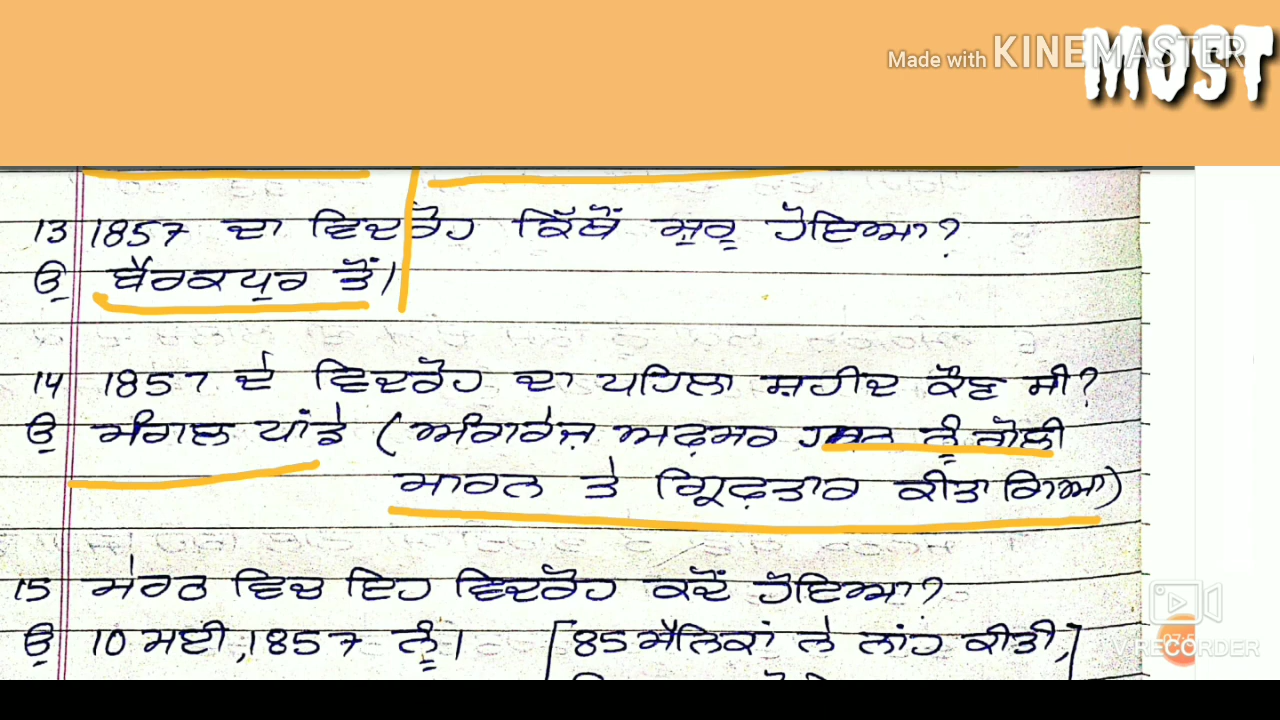 Made with KINEMASTER
MOST
13 1857 ਦਾ ਵਿਦਰੋਹ ਕਿੱਥੋਂ ਸ਼ੁਰੂ ਹੋਇਆ?
ਉ ਬੈਰਕਪੁਰ ਤੋਂ।
14 1857 ਦੇ ਵਿਦਰੋਹ ਦਾ ਪਹਿਲਾ ਸ਼ਹੀਦ ਕੌਣ ਸੀ?
ਉ ਮੰਗਲ ਪਾਂਡੇ (ਅੰਗਰੇਜ਼ ਅਫ਼ਸਰ ਨੂੰ ਗੋਲੀ
ਮਾਰਨ ਤੇ ਗ੍ਰਿਫ਼ਤਾਰ ਕੀਤਾ ਗਿਆ)
15 ਮੇਰਠ ਵਿਚ ਇਹ ਵਿਦਰੋਹ ਕਦੋਂ ਹੋਇਆ?
ਉ 10 ਮਈ, 1857 ਨੂੰ। [85 ਸੈਨਿਕਾਂ ਨੇ ਨਾਂਹ ਕੀਤੀ,]
VRECORDER